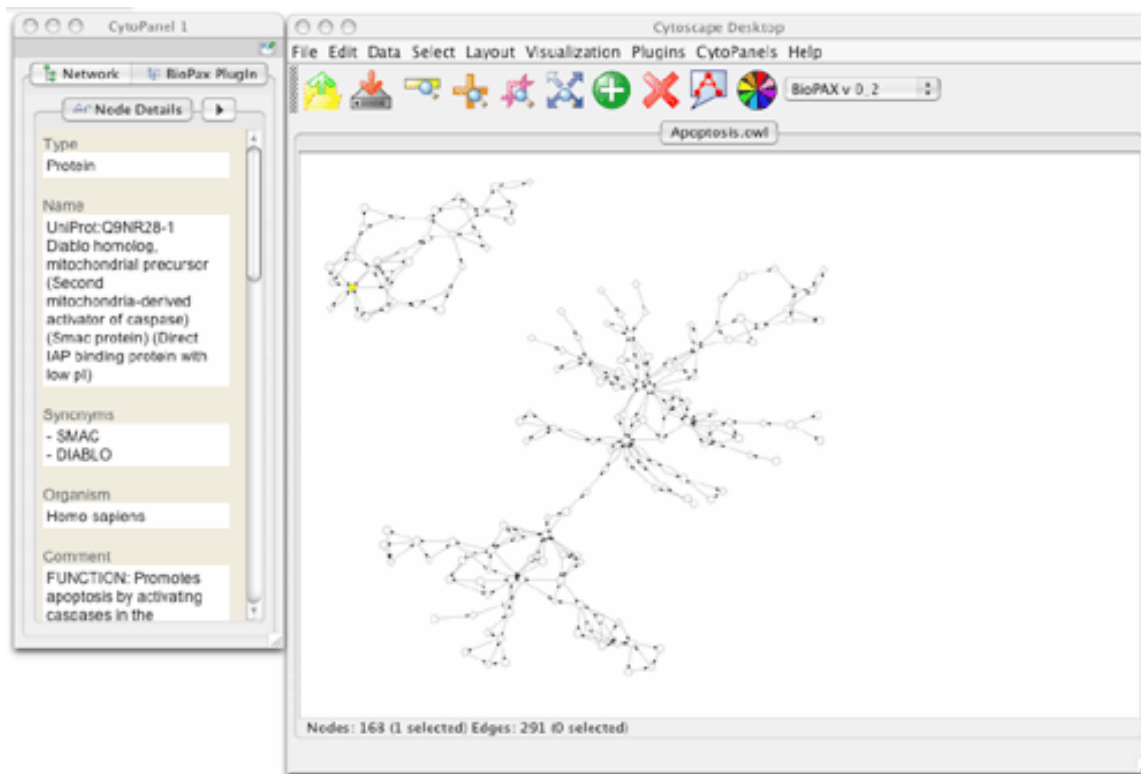 CytoPanel 1
Network
BioPax PlugIn
Node Details
Type
Protein
Name
UniProt:Q9NR28-1
Diablo homolog,
mitochondrial precursor
(Second
mitochondria-derived
activator of caspase)
(Smac protein) (Direct
IAP binding protein with
low pI)
Synonyms
- SMAC
- DIABLO
Organism
Homo sapiens
Comment
FUNCTION: Promotes
apoptosis by activating
caspases in the
Cytoscape Desktop
File Edit Data Select Layout Visualization Plugins CytoPanels Help
BioPAX v 0_2
Apoptosis.owl
Nodes: 168 (1 selected) Edges: 291 (0 selected)